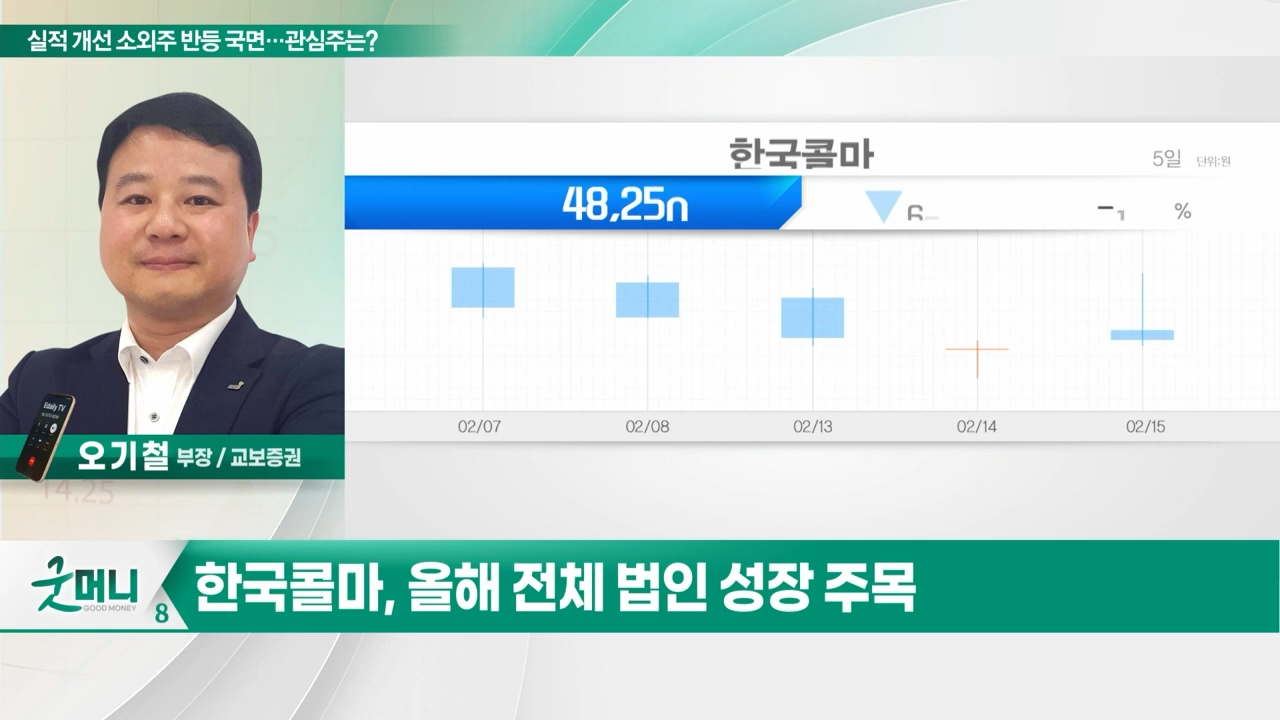 실적 개선 소외주 반등 국면…관심주는?
한국콜마
5일 단위:원
48,25
%
02/07 02/08 02/13 02/14 02/15
Edaily TV
오기철 부장 / 교보증권
14.25
굿머니
GOOD MONEY
8
한국콜마, 올해 전체 법인 성장 주목